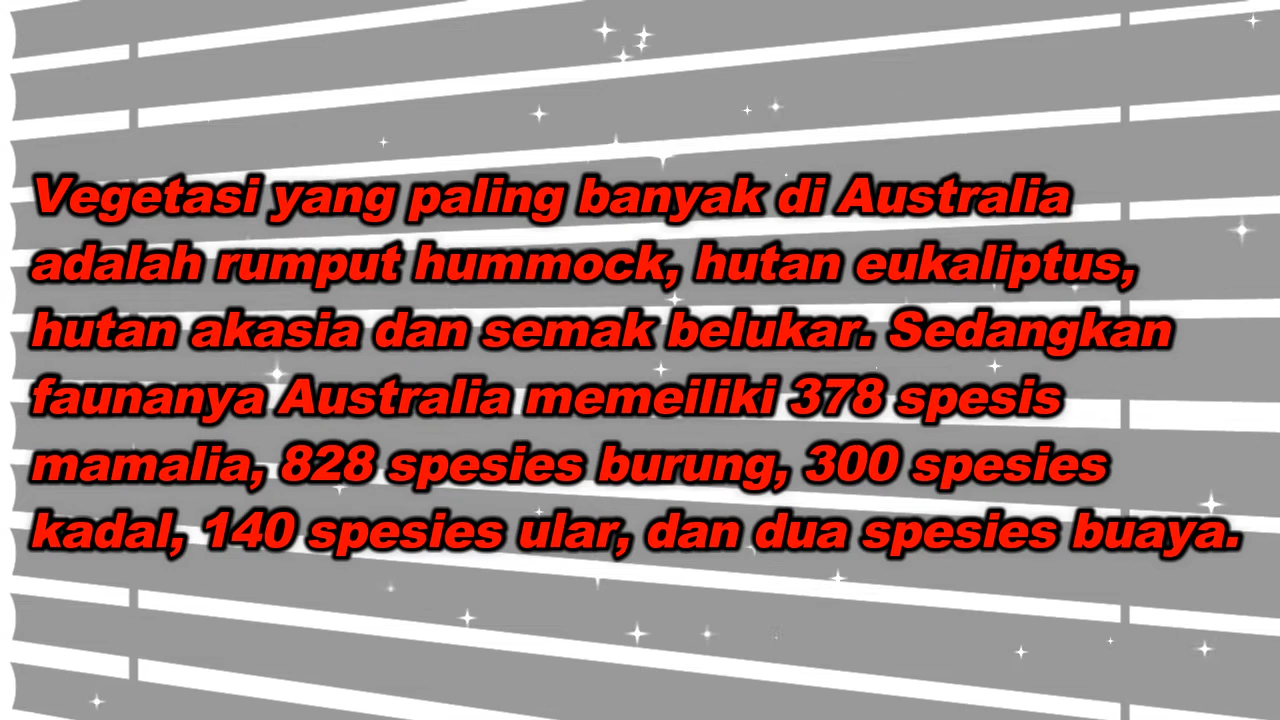 Vegetasi yang paling banyak di Australia
adalah rumput hummock, hutan eukaliptus,
hutan akasia dan semak belukar. Sedangkan
faunanya Australia memeiliki 378 spesis
mamalia, 828 spesies burung, 300 spesies
kadal, 140 spesies ular, dan dua spesies buaya.